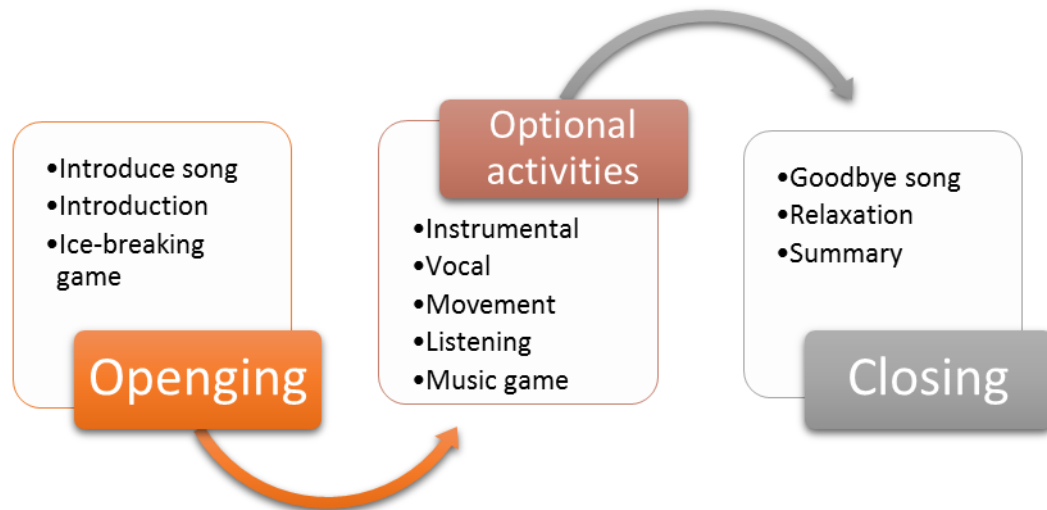 •Introduce song
•Introduction
•Ice-breaking
game
Openging
Optional
activities
•Instrumental
•Vocal
•Movement
•Listening
•Music game
•Goodbye song
•Relaxation
•Summary
Closing